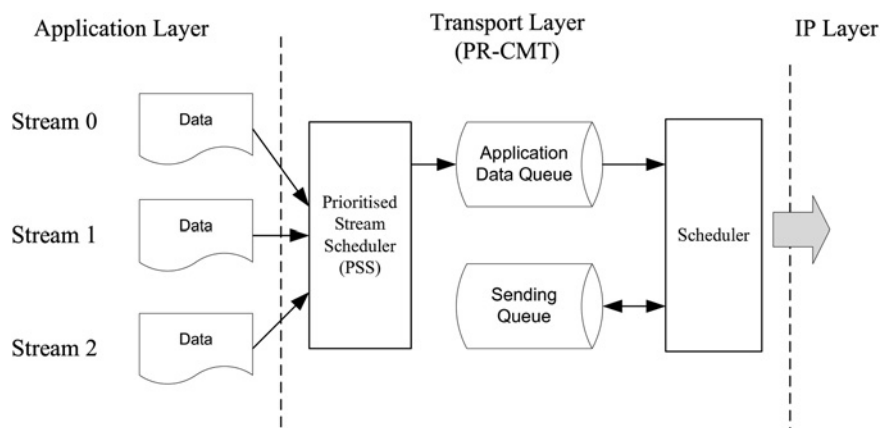 Application Layer
Transport Layer
(PR-CMT)
IP Layer
Stream 0
Data
Stream 1
Data
Stream 2
Data
Prioritised
Stream
Scheduler
(PSS)
Application
Data Queue
Sending
Queue
Scheduler